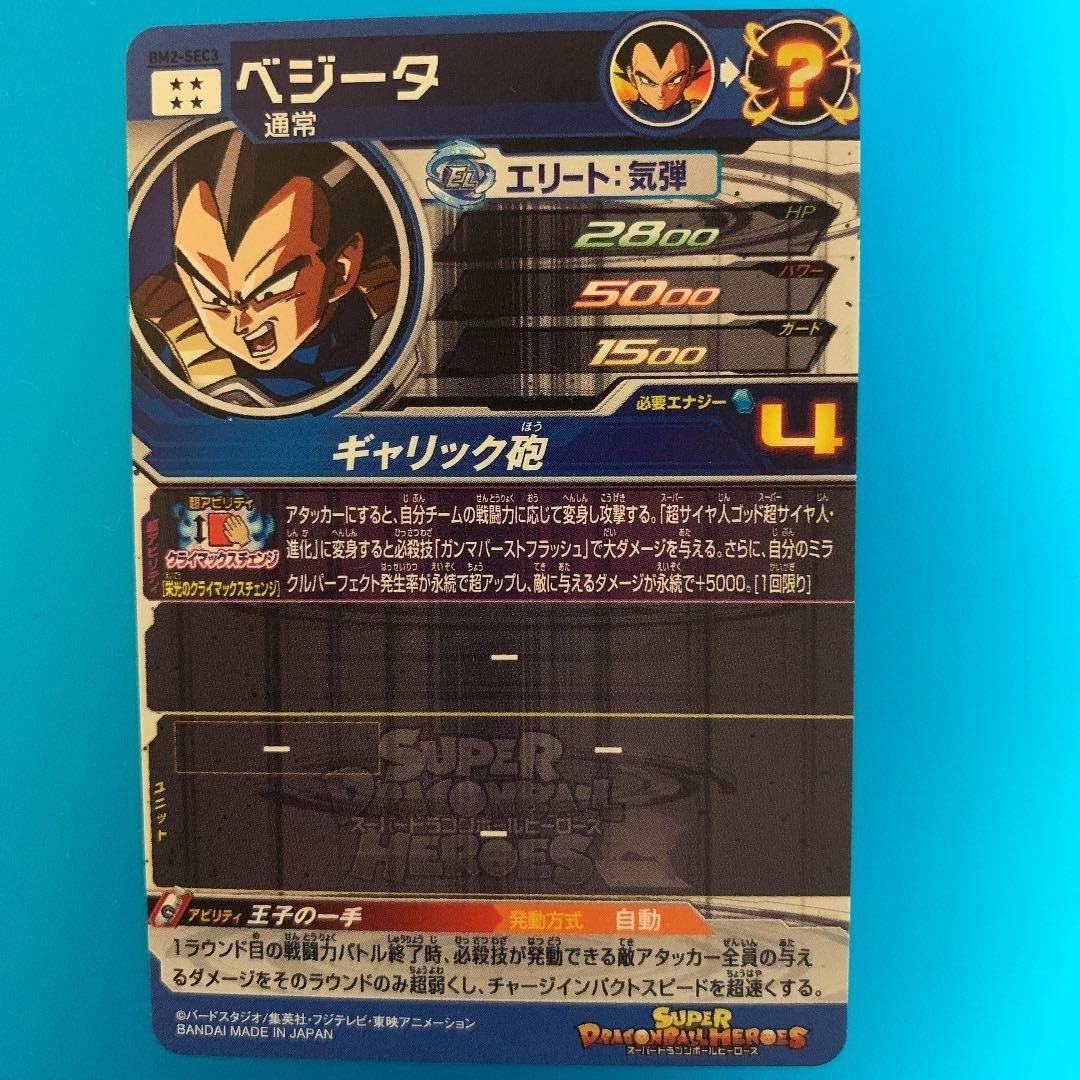 BM2-SEC3
ベジータ
通常
?
EL エリート:気弾
HP
2800
パワー
5000
ガード
1500
必要エナジー 4
ギャリック砲
ほう
超アビリティ
超アビリティ
クライマックスチェンジ
[栄光のクライマックスチェンジ]
アタッカーにすると、自分チームの戦闘力に応じて変身し攻撃する。「超サイヤ人ゴッド超サイヤ人・
進化」に変身すると必殺技「ガンマバーストフラッシュ」で大ダメージを与える。さらに、自分のミラ
クルパーフェクト発生率が永続で超アップし、敵に与えるダメージが永続で+5000。[1回限り]
ー
ユニット
ー ー
ー
SUPER
DRAGONBALL
スーパードラゴンボールヒーローズ
HEROES
アビリティ 王子の一手 発動方式 自動
1ラウンド目の戦闘力バトル終了時、必殺技が発動できる敵アタッカー全員の与え
るダメージをそのラウンドのみ超弱くし、チャージインパクトスピードを超速くする。
©バードスタジオ/集英社・フジテレビ・東映アニメーション
BANDAI MADE IN JAPAN
SUPER
DRAGONBALL HEROES
スーパードラゴンボールヒーローズ